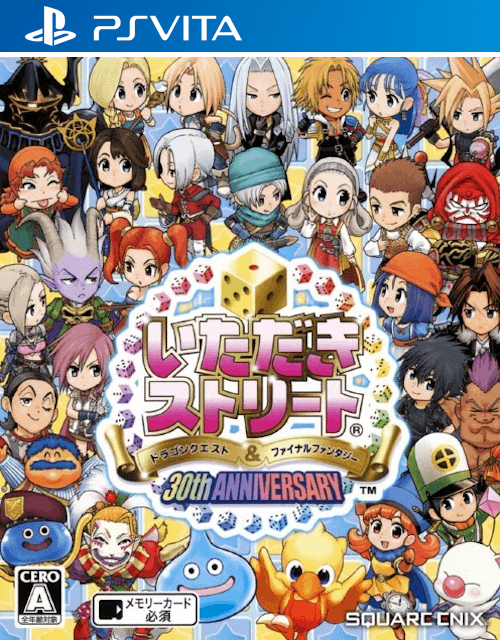 PSVITA
いただき
ストリート®
ドラゴンクエスト & ファイナルファンタジー
30th ANNIVERSARY ™
CERO
A
全年齢対象
メモリーカード
必須
SQUARE ENIX